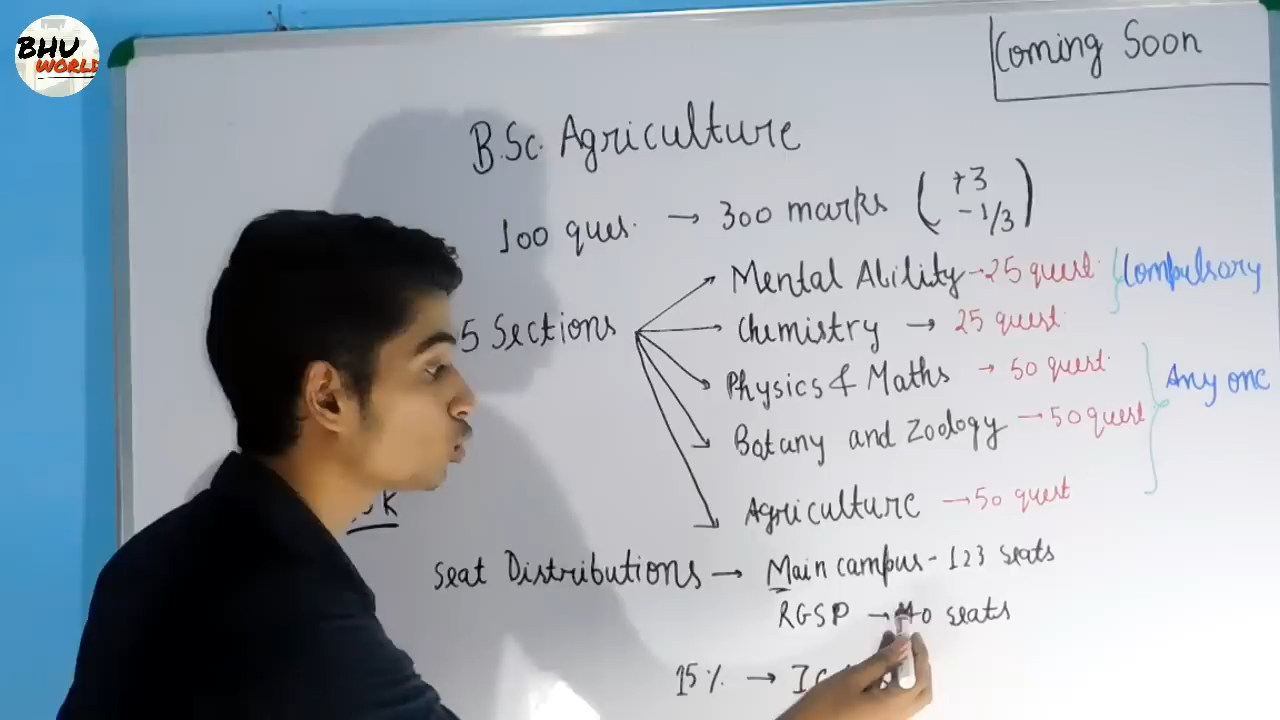 BHU
WORLD
Coming Soon
B.Sc. Agriculture
100 ques. → 300 marks ( +3
-1/3 )
5 Sections
Mental Ability - 25 quest. Compulsory
Chemistry → 25 quest.
Physics & Maths → 50 quest. Any one
Botany and Zoology → 50 quest
Agriculture → 50 quest
Seat Distributions → Main campus - 123 seats
RGSP → 40 seats
15% →